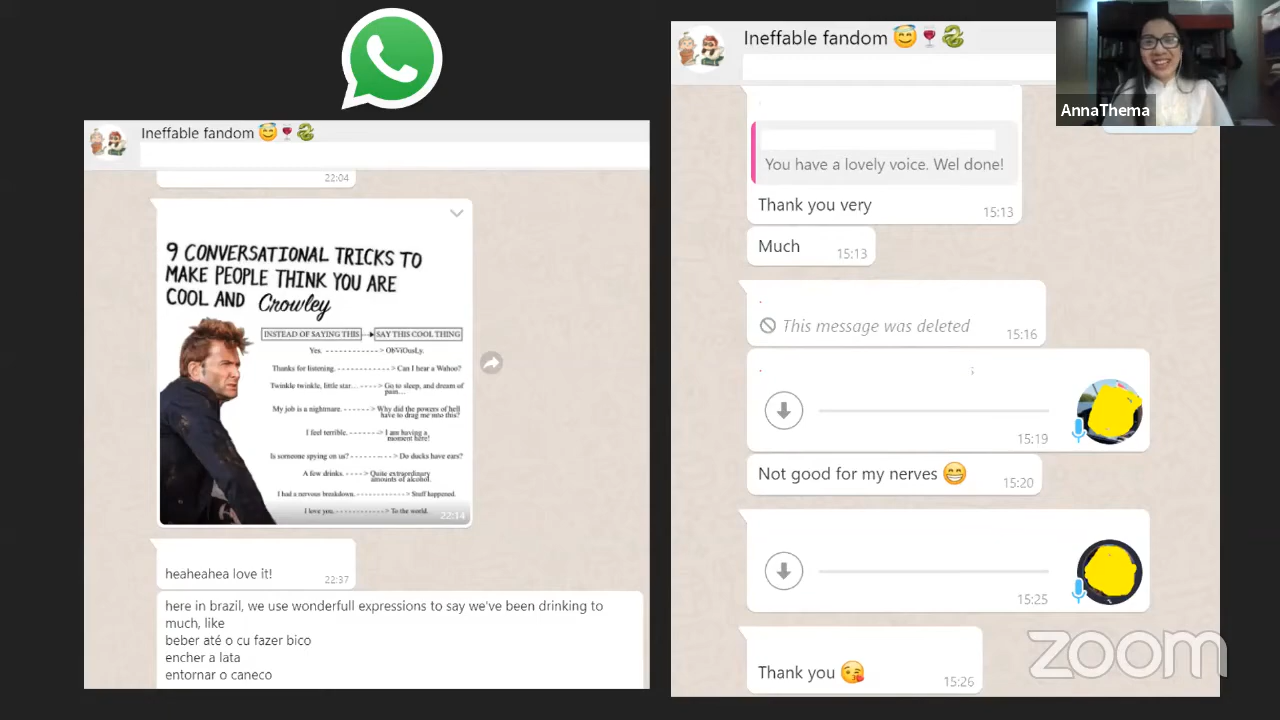 Ineffable fandom 😇🍷🐍
22:04
9 CONVERSATIONAL TRICKS TO
MAKE PEOPLE THINK YOU ARE
COOL AND Crowley
INSTEAD OF SAYING THIS SAY THIS COOL THING
Yes. ---------------> ObViOusLy.
Thanks for listening. ------------> Can I hear a Wahoo?
Twinkle twinkle, little star... ----> Go to sleep, and dream of
pain...
My job is a nightmare. ------> Why did the powers of hell
have to drag me into this?
I feel terrible. -------> I am having a
moment here!
Is someone spying on us? ----------> Do ducks have ears?
A few drinks. ----> Quite extraordinary
amounts of alcohol.
I had a nervous breakdown. ------------> Stuff happened.
I love you. ---------------> To the world.
22:14
heaheahea love it!
22:37
here in brazil, we use wonderfull expressions to say we've been drinking to
much, like
beber até o cu fazer bico
encher a lata
entornar o caneco
Ineffable fandom 😇🍷🐍
You have a lovely voice. Wel done!
Thank you very
15:13
Much
15:13
This message was deleted
15:16
15:19
Not good for my nerves 😁
15:20
15:25
Thank you 😘
15:26
AnnaThema
zoom